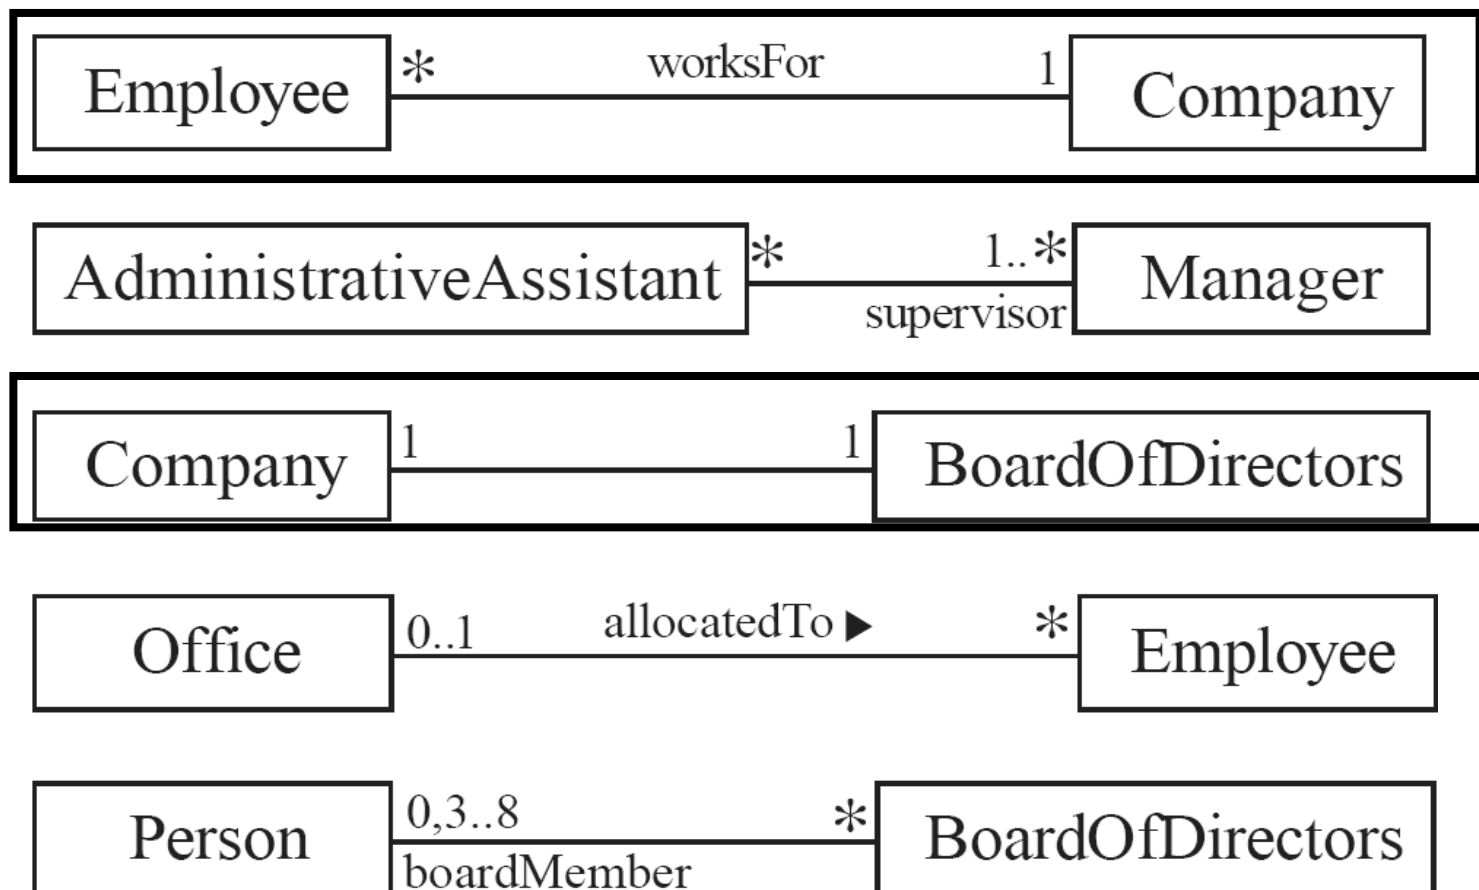 Employee * worksFor 1 Company
AdministrativeAssistant * 1..* Manager
supervisor
Company 1 1 BoardOfDirectors
Office 0..1 allocatedTo ▶ * Employee
Person 0,3..8 * BoardOfDirectors
boardMember